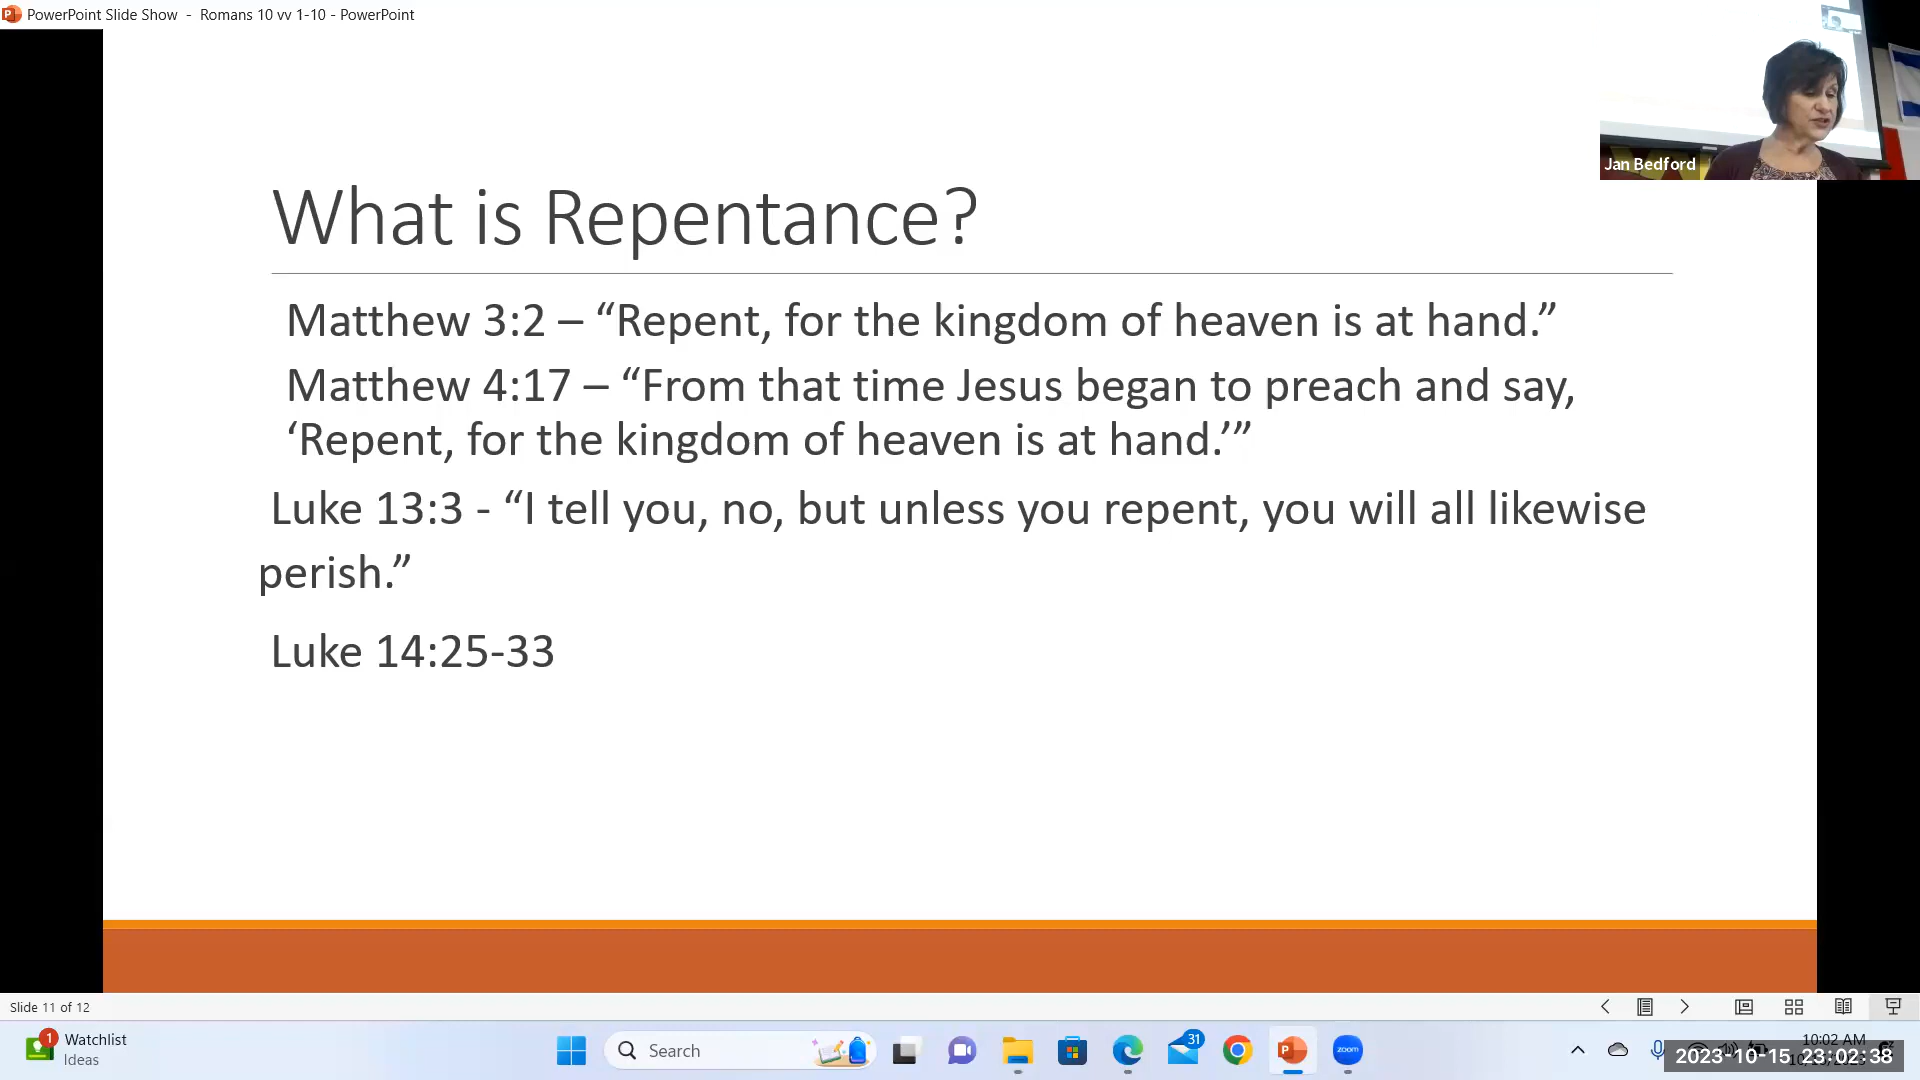 PowerPoint Slide Show - Romans 10 vv 1-10 - PowerPoint
Jan Bedford
What is Repentance?
Matthew 3:2 – “Repent, for the kingdom of heaven is at hand.”
Matthew 4:17 – “From that time Jesus began to preach and say,
‘Repent, for the kingdom of heaven is at hand.’”
Luke 13:3 - “I tell you, no, but unless you repent, you will all likewise
perish.”
Luke 14:25-33
Slide 11 of 12
1
Watchlist
Ideas
Search
31
zoom
10:02 AM
2023-10-15 23:02:38